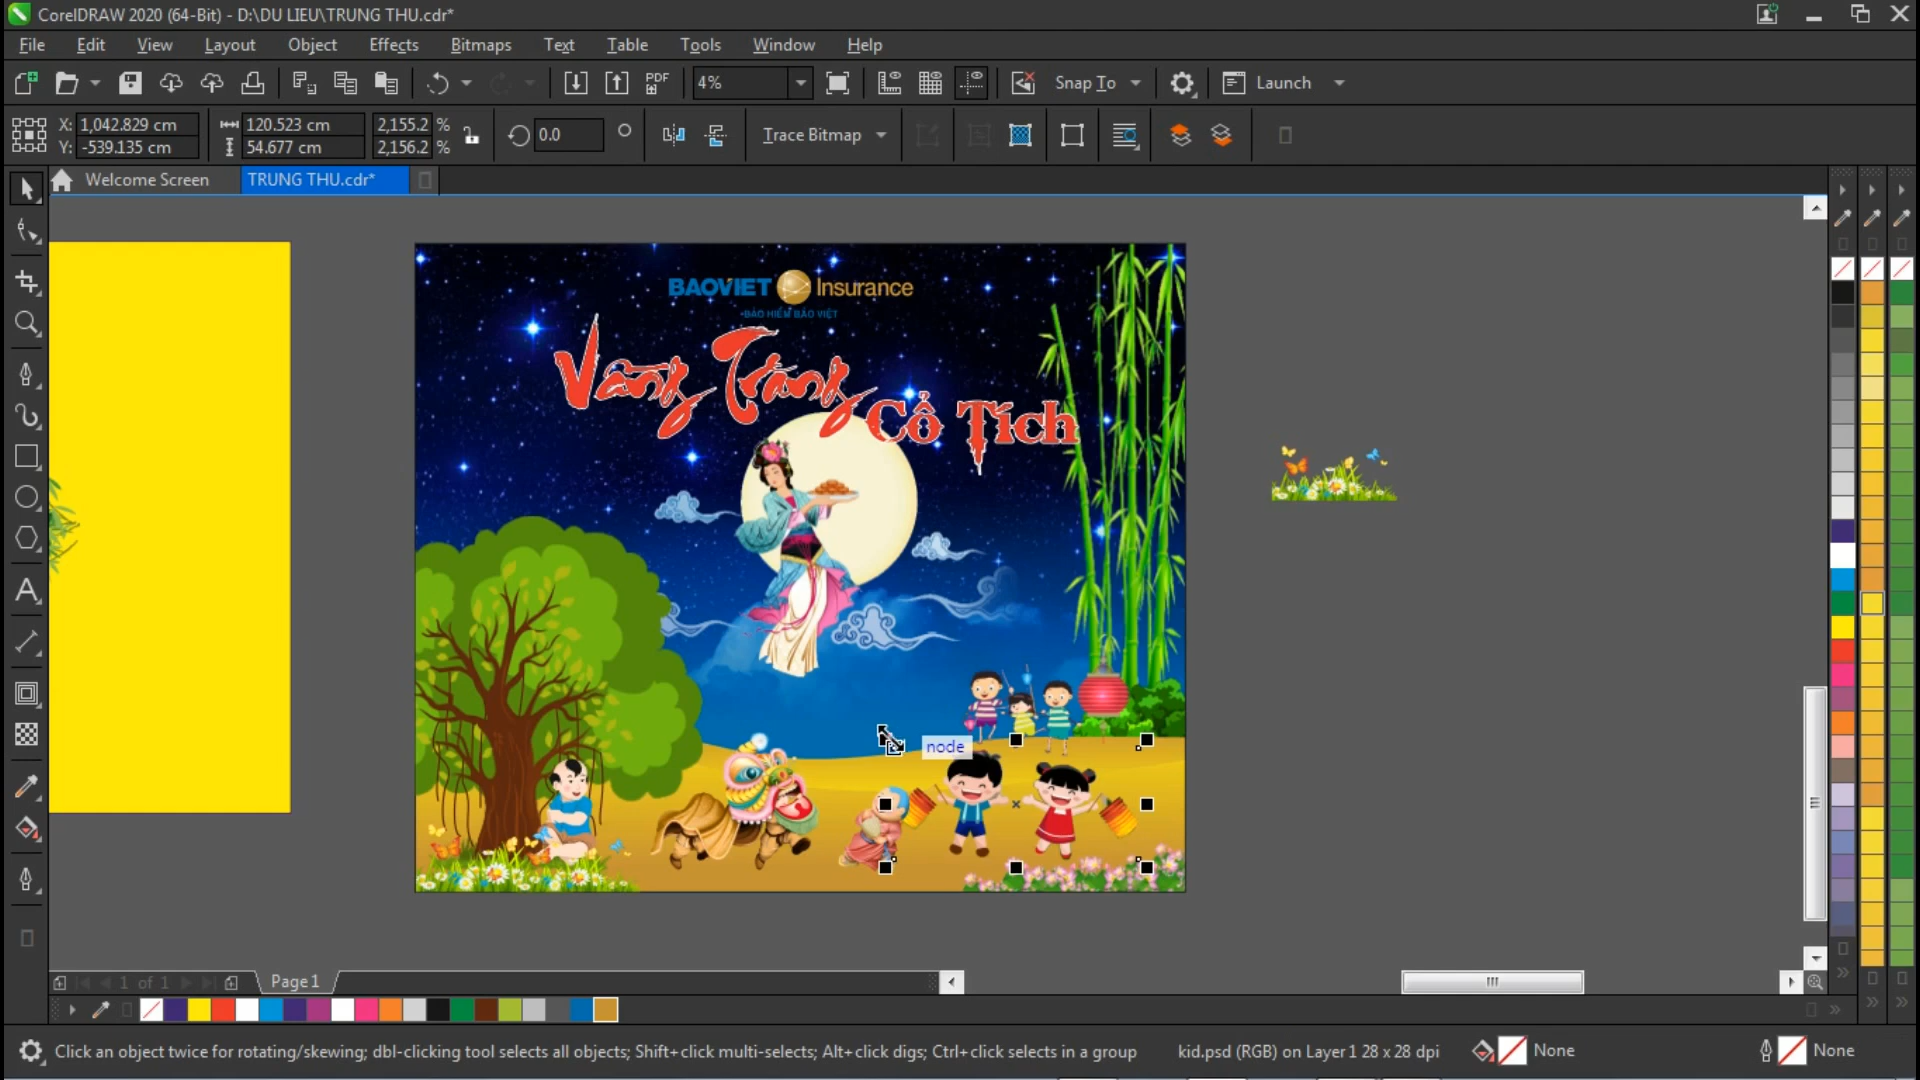 CorelDRAW 2020 (64-Bit) - D:\DU LIEU\TRUNG THU.cdr*
File Edit View Layout Object Effects Bitmaps Text Table Tools Window Help
PDF 4% Snap To Launch
X: 1,042.829 cm 120.523 cm 2,155.2 % 0.0 Trace Bitmap
Y: -539.135 cm 54.677 cm 2,156.2 %
Welcome Screen TRUNG THU.cdr*
BAOVIET Insurance
BẢO HIỂM BẢO VIỆT
Vầng Trăng
Cổ Tích
node
1 of 1 Page 1
Click an object twice for rotating/skewing; dbl-clicking tool selects all objects; Shift+click multi-selects; Alt+click digs; Ctrl+click selects in a group kid.psd (RGB) on Layer 1 28 x 28 dpi None None